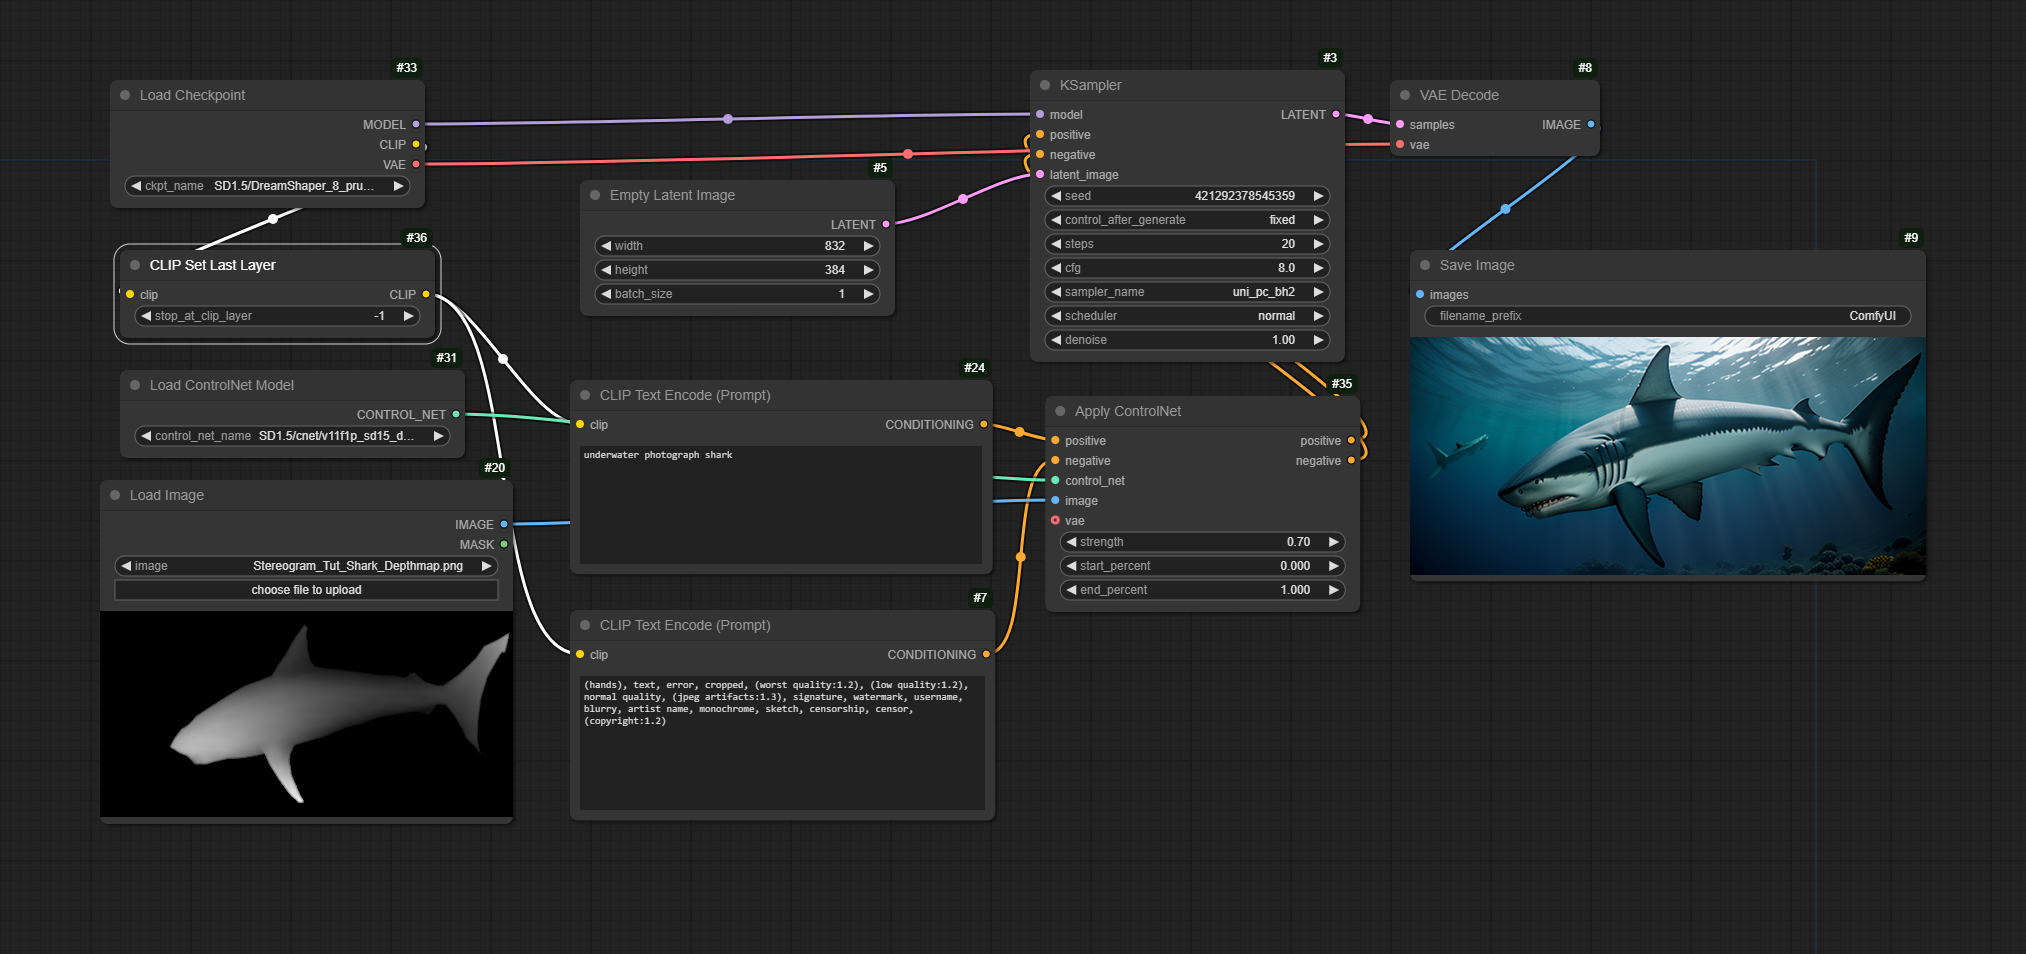 #33
Load Checkpoint
MODEL
CLIP
VAE
ckpt_name SD1.5/DreamShaper_8_pru...
#36
CLIP Set Last Layer
clip CLIP
stop_at_clip_layer -1
#31
Load ControlNet Model
CONTROL_NET
control_net_name SD1.5/cnet/v11f1p_sd15_d...
#20
Load Image
IMAGE
MASK
image Stereogram_Tut_Shark_Depthmap.png
choose file to upload
#5
Empty Latent Image
LATENT
width 832
height 384
batch_size 1
#24
CLIP Text Encode (Prompt)
clip CONDITIONING
underwater photograph shark
#7
CLIP Text Encode (Prompt)
clip CONDITIONING
(hands), text, error, cropped, (worst quality:1.2), (low quality:1.2),
normal quality, (jpeg artifacts:1.3), signature, watermark, username,
blurry, artist name, monochrome, sketch, censorship, censor,
(copyright:1.2)
#3
KSampler
model LATENT
positive
negative
latent_image
seed 421292378545359
control_after_generate fixed
steps 20
cfg 8.0
sampler_name uni_pc_bh2
scheduler normal
denoise 1.00
#35
Apply ControlNet
positive positive
negative negative
control_net
image
vae
strength 0.70
start_percent 0.000
end_percent 1.000
#8
VAE Decode
samples IMAGE
vae
#9
Save Image
images
filename_prefix ComfyUI